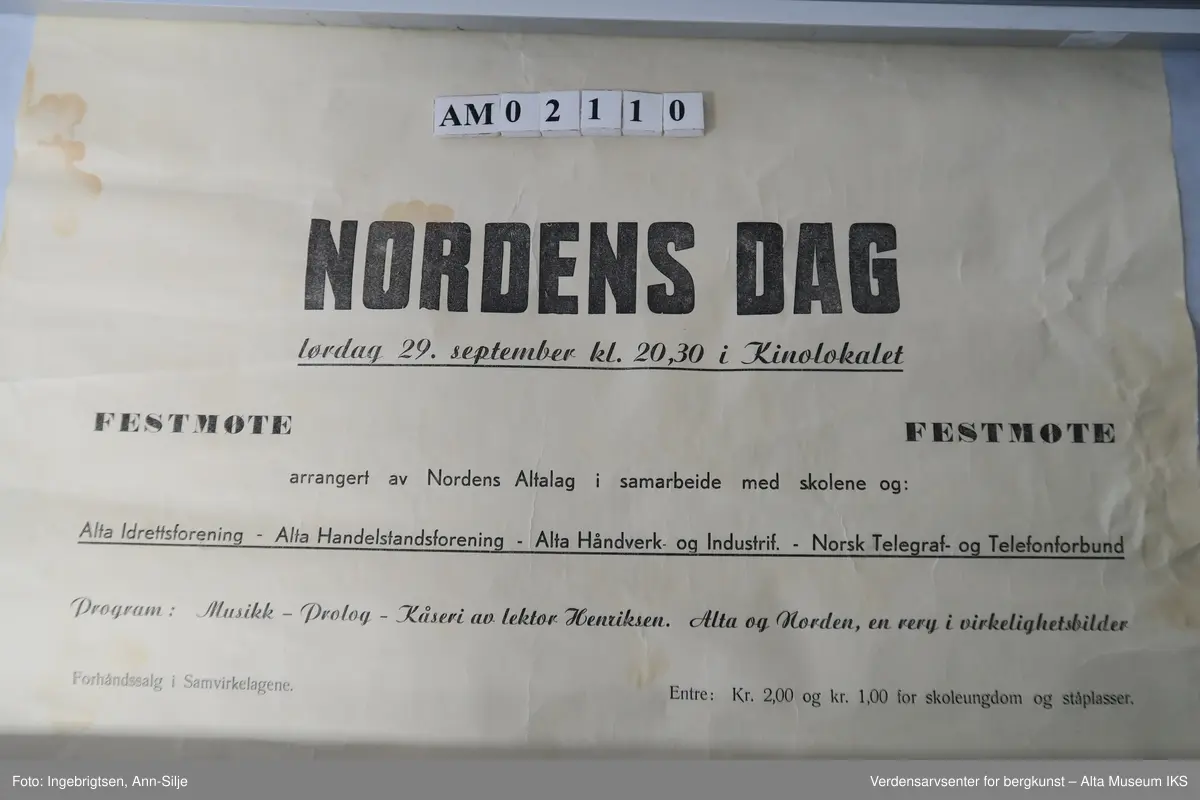 AM02110
NORDENS DAG
lørdag 29. september kl. 20,30 i Kinolokalet
FESTMØTE FESTMØTE
arrangert av Nordens Altalag i samarbeide med skolene og:
Alta Idrettsforening - Alta Handelstandsforening - Alta Håndverk- og Industrif. - Norsk Telegraf- og Telefonforbund
Program: Musikk - Prolog - Kåseri av lektor Henriksen. Alta og Norden, en revy i virkelighetsbilder
Forhåndssalg i Samvirkelagene.
Entre: Kr. 2,00 og kr. 1,00 for skoleungdom og ståplasser.
Foto: Ingebrigtsen, Ann-Silje
Verdensarvsenter for bergkunst – Alta Museum IKS